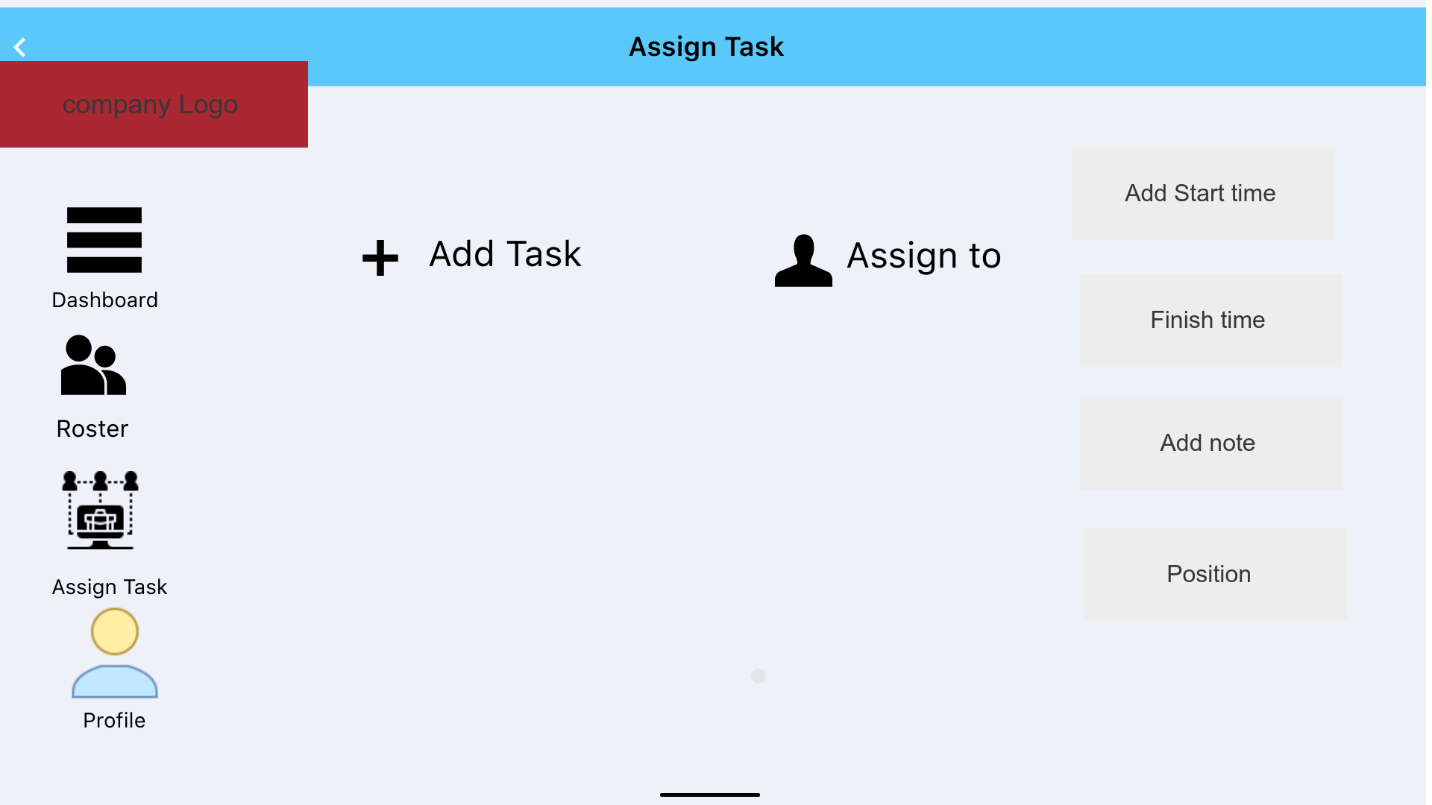 Assign Task
company Logo
Dashboard
Roster
Assign Task
Profile
Add Task
Assign to
Add Start time
Finish time
Add note
Position